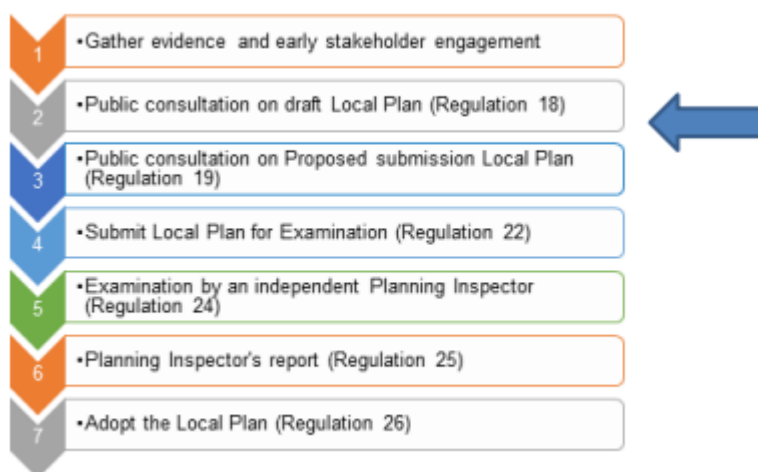 1
•Gather evidence and early stakeholder engagement
2
•Public consultation on draft Local Plan (Regulation 18)
3
•Public consultation on Proposed submission Local Plan
(Regulation 19)
4
•Submit Local Plan for Examination (Regulation 22)
5
•Examination by an independent Planning Inspector
(Regulation 24)
6
•Planning Inspector's report (Regulation 25)
7
•Adopt the Local Plan (Regulation 26)